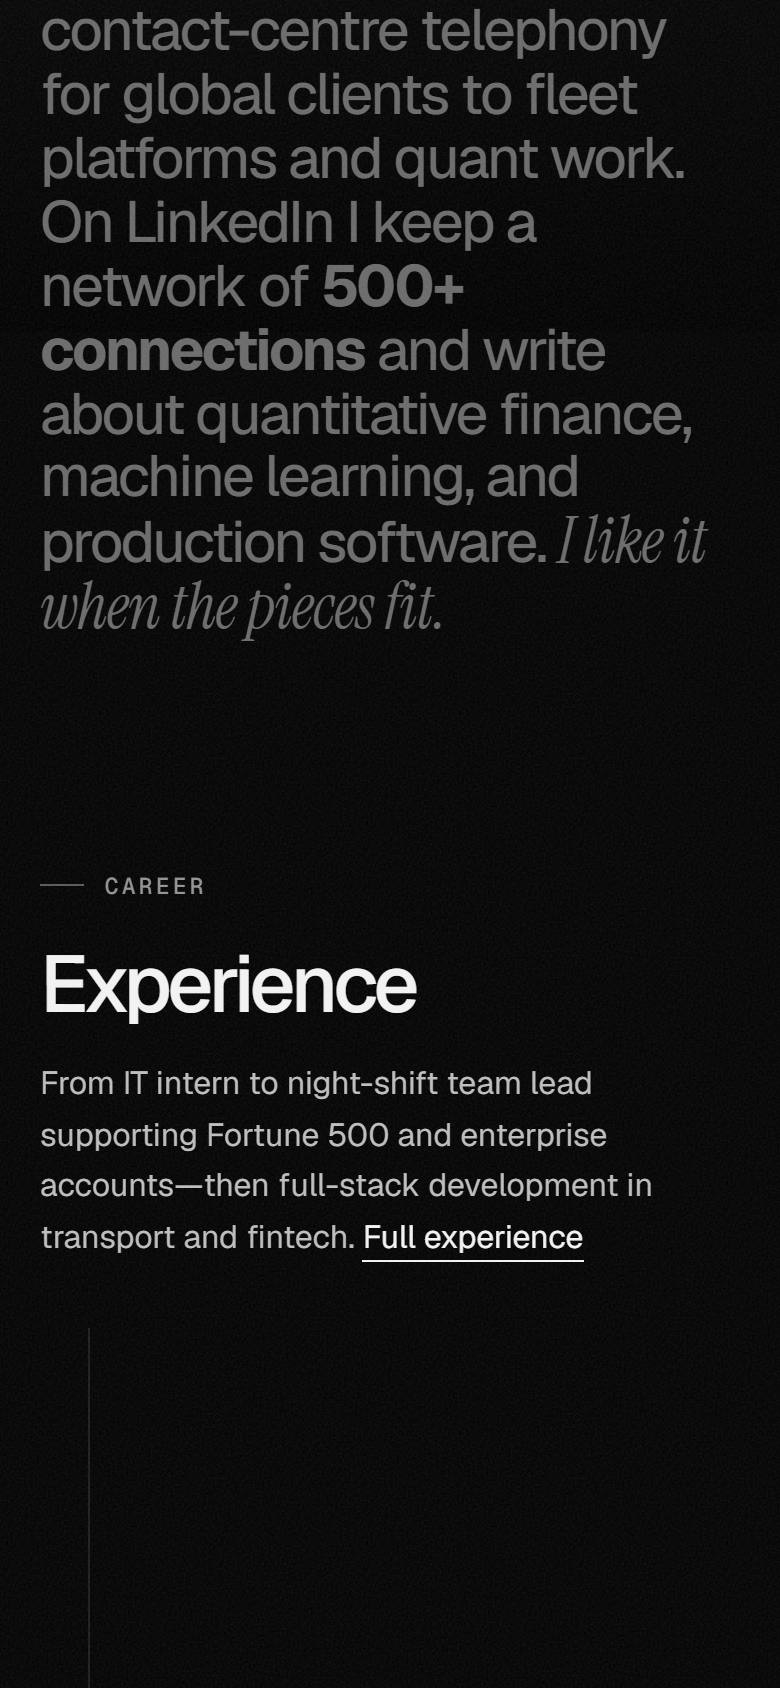 contact-centre telephony
for global clients to fleet
platforms and quant work.
On LinkedIn I keep a
network of 500+
connections and write
about quantitative finance,
machine learning, and
production software. I like it
when the pieces fit.
CAREER
Experience
From IT intern to night-shift team lead
supporting Fortune 500 and enterprise
accounts—then full-stack development in
transport and fintech. Full experience